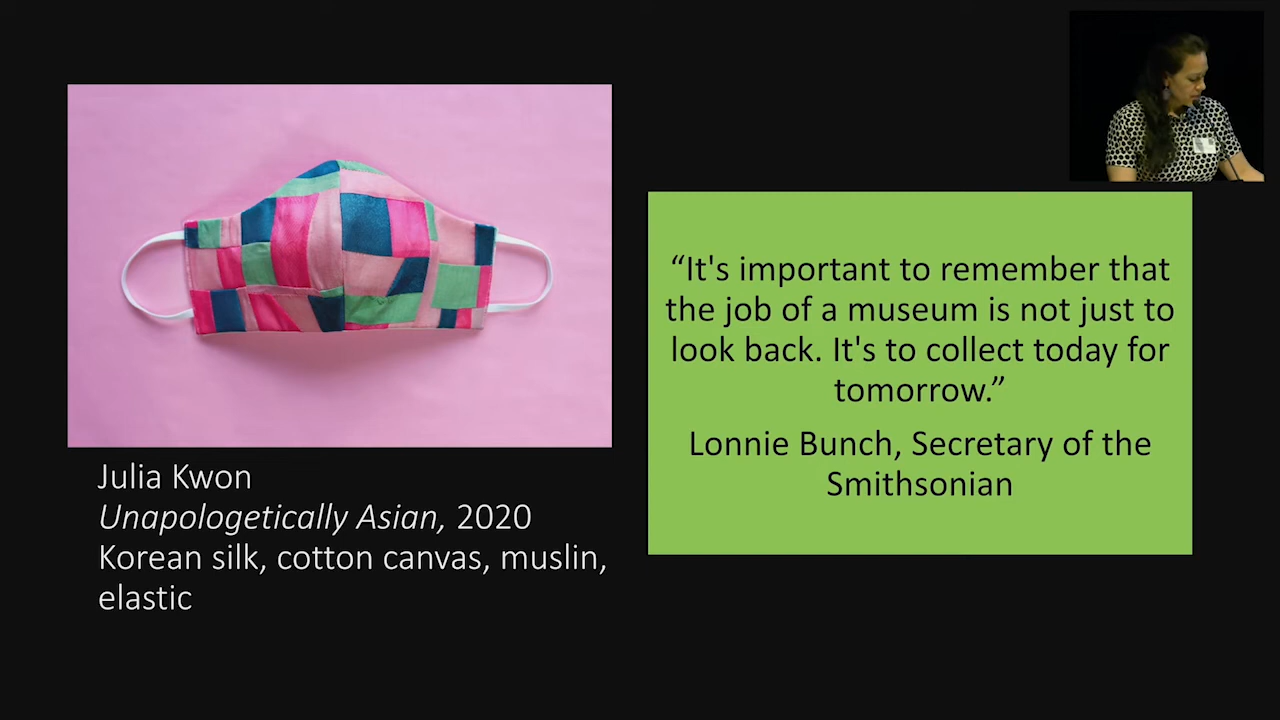 Julia Kwon
Unapologetically Asian, 2020
Korean silk, cotton canvas, muslin,
elastic
“It's important to remember that
the job of a museum is not just to
look back. It's to collect today for
tomorrow.”
Lonnie Bunch, Secretary of the
Smithsonian